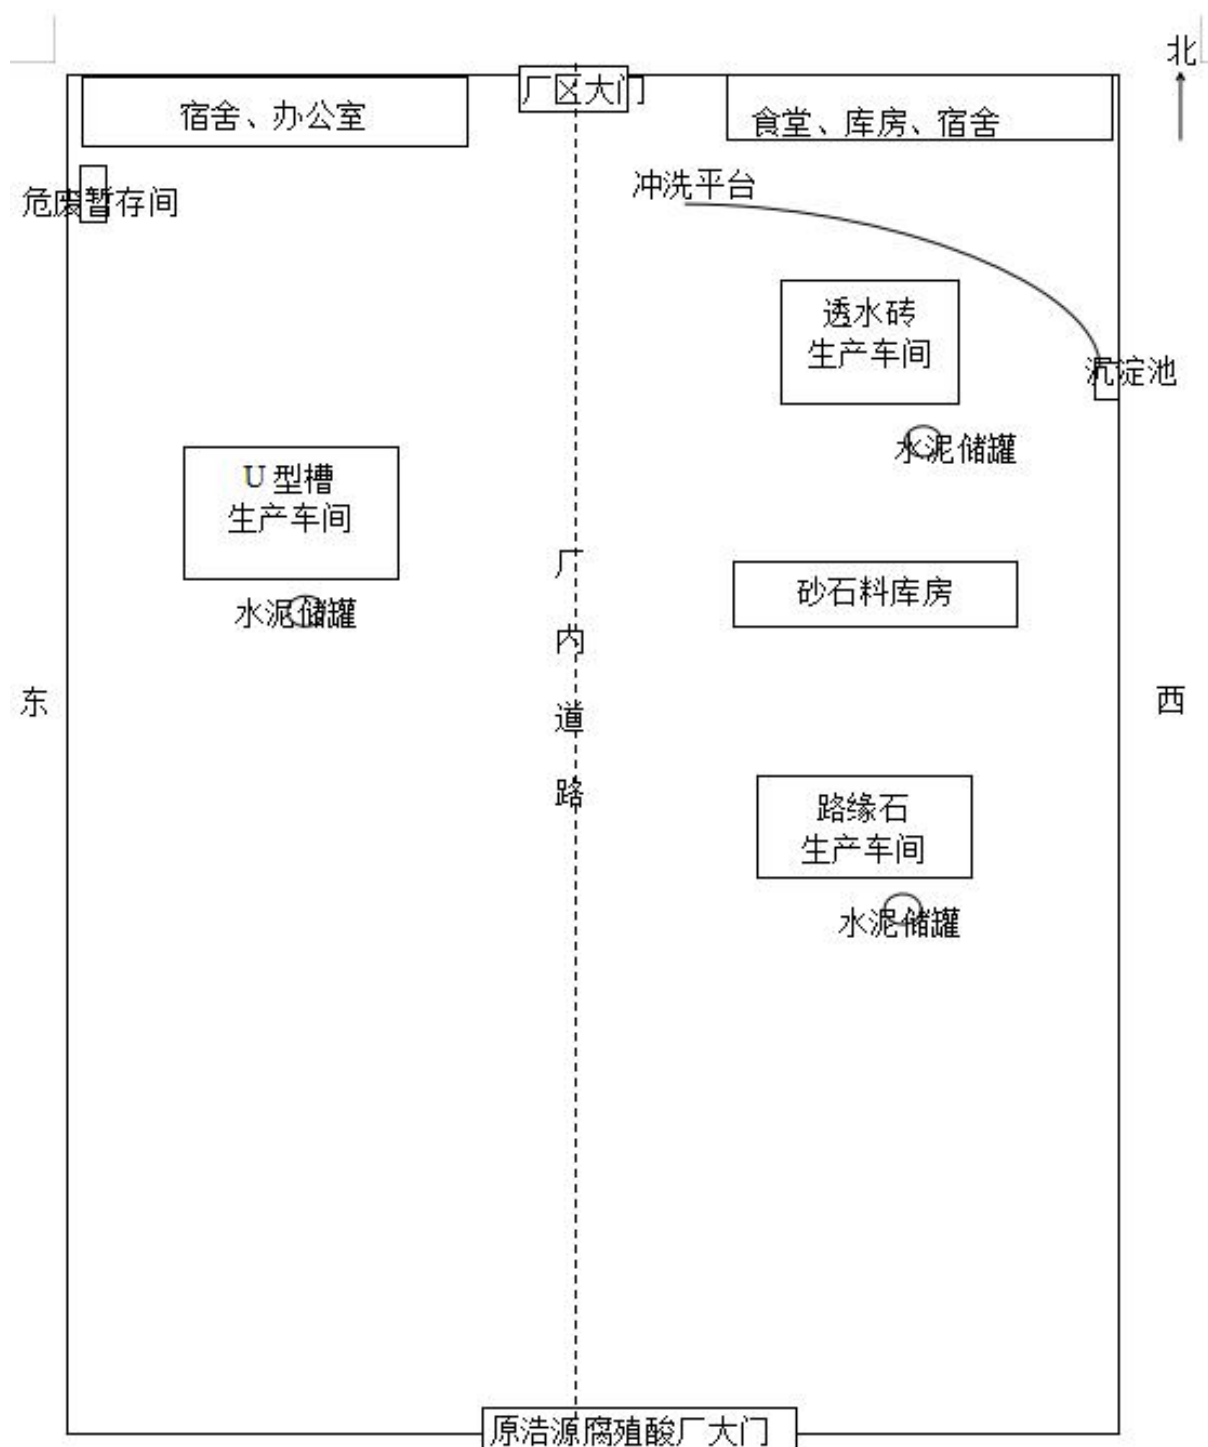 北
厂区大门
宿舍、办公室
食堂、库房、宿舍
冲洗平台
危废暂存间
透水砖
生产车间
沉淀池
水泥储罐
U 型槽
生产车间
水泥储罐
厂内道路
砂石料库房
东
西
路缘石
生产车间
水泥储罐
原浩源腐殖酸厂大门